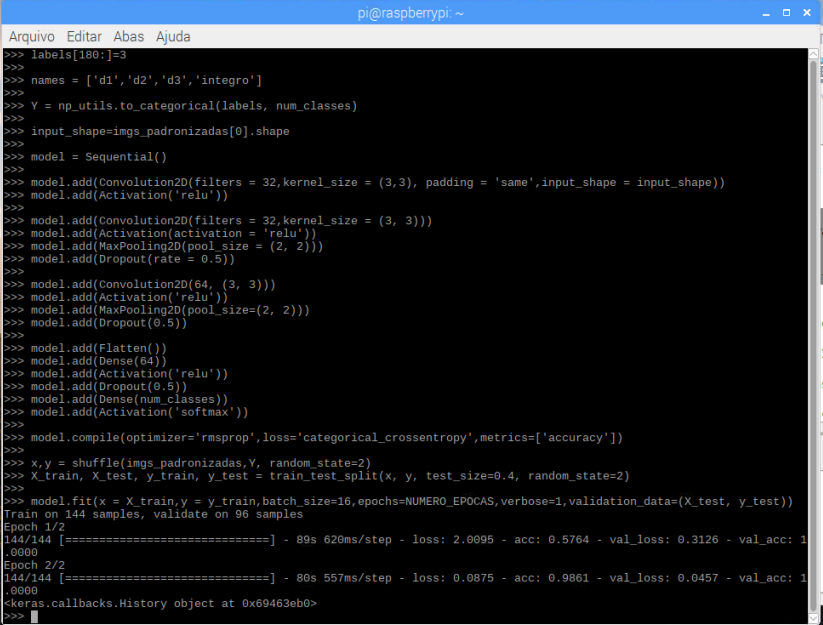 pi@raspberrypi: ~
Arquivo Editar Abas Ajuda
>>> labels[180:]=3
>>>
>>> names = ['d1','d2','d3','integro']
>>>
>>> Y = np_utils.to_categorical(labels, num_classes)
>>>
>>> input_shape=imgs_padronizadas[0].shape
>>>
>>> model = Sequential()
>>>
>>> model.add(Convolution2D(filters = 32,kernel_size = (3,3), padding = 'same',input_shape = input_shape))
>>> model.add(Activation('relu'))
>>>
>>> model.add(Convolution2D(filters = 32,kernel_size = (3, 3)))
>>> model.add(Activation(activation = 'relu'))
>>> model.add(MaxPooling2D(pool_size = (2, 2)))
>>> model.add(Dropout(rate = 0.5))
>>>
>>> model.add(Convolution2D(64, (3, 3)))
>>> model.add(Activation('relu'))
>>> model.add(MaxPooling2D(pool_size=(2, 2)))
>>> model.add(Dropout(0.5))
>>>
>>> model.add(Flatten())
>>> model.add(Dense(64))
>>> model.add(Activation('relu'))
>>> model.add(Dropout(0.5))
>>> model.add(Dense(num_classes))
>>> model.add(Activation('softmax'))
>>>
>>> model.compile(optimizer='rmsprop',loss='categorical_crossentropy',metrics=['accuracy'])
>>>
>>> x,y = shuffle(imgs_padronizadas,Y, random_state=2)
>>> X_train, X_test, y_train, y_test = train_test_split(x, y, test_size=0.4, random_state=2)
>>>
>>> model.fit(x = X_train,y = y_train,batch_size=16,epochs=NUMERO_EPOCAS,verbose=1,validation_data=(X_test, y_test))
Train on 144 samples, validate on 96 samples
Epoch 1/2
144/144 [==============================] - 89s 620ms/step - loss: 2.0095 - acc: 0.5764 - val_loss: 0.3126 - val_acc: 1
.0000
Epoch 2/2
144/144 [==============================] - 80s 557ms/step - loss: 0.0875 - acc: 0.9861 - val_loss: 0.0457 - val_acc: 1
.0000
<keras.callbacks.History object at 0x69463eb0>
>>>